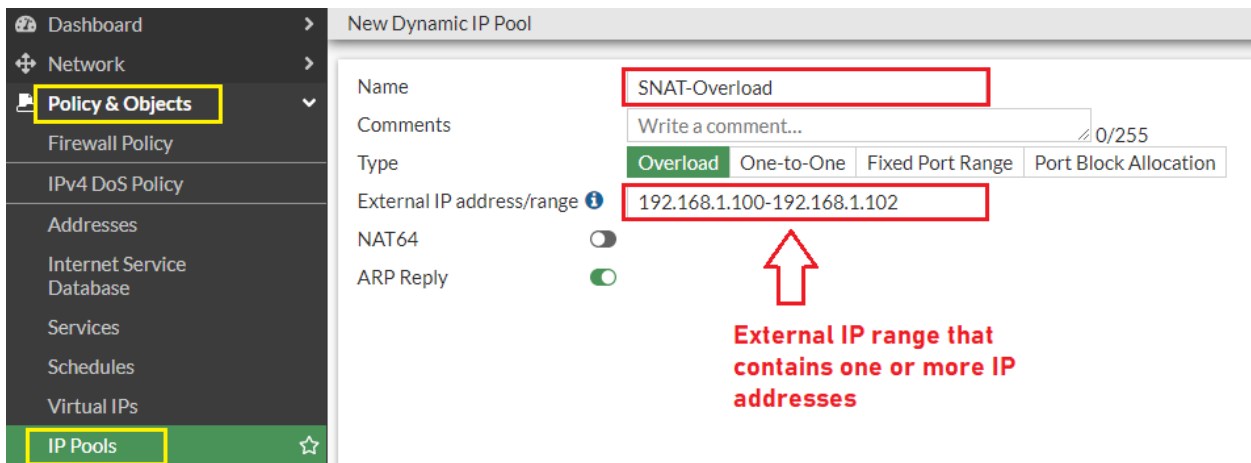 Dashboard
Network
Policy & Objects
Firewall Policy
IPv4 DoS Policy
Addresses
Internet Service
Database
Services
Schedules
Virtual IPs
IP Pools
New Dynamic IP Pool
Name SNAT-Overload
Comments Write a comment... 0/255
Type Overload One-to-One Fixed Port Range Port Block Allocation
External IP address/range 192.168.1.100-192.168.1.102
NAT64
ARP Reply
External IP range that
contains one or more IP
addresses